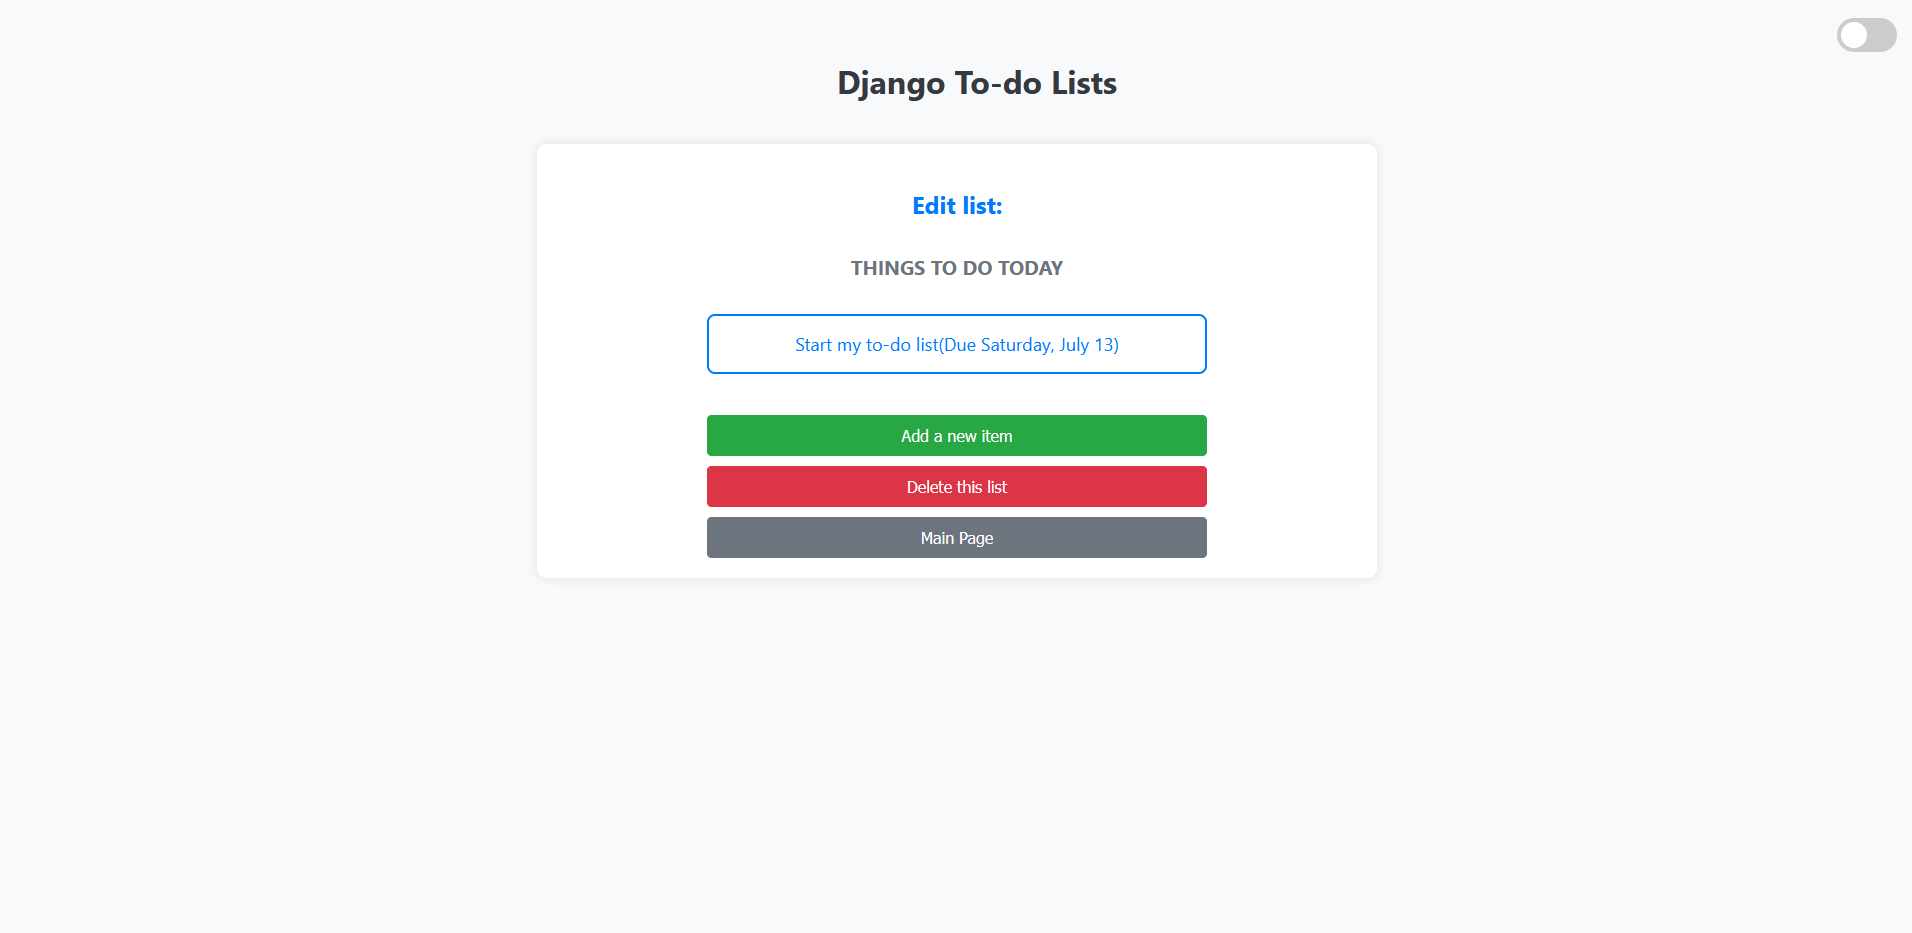 Django To-do Lists
Edit list:
THINGS TO DO TODAY
Start my to-do list(Due Saturday, July 13)
Add a new item
Delete this list
Main Page